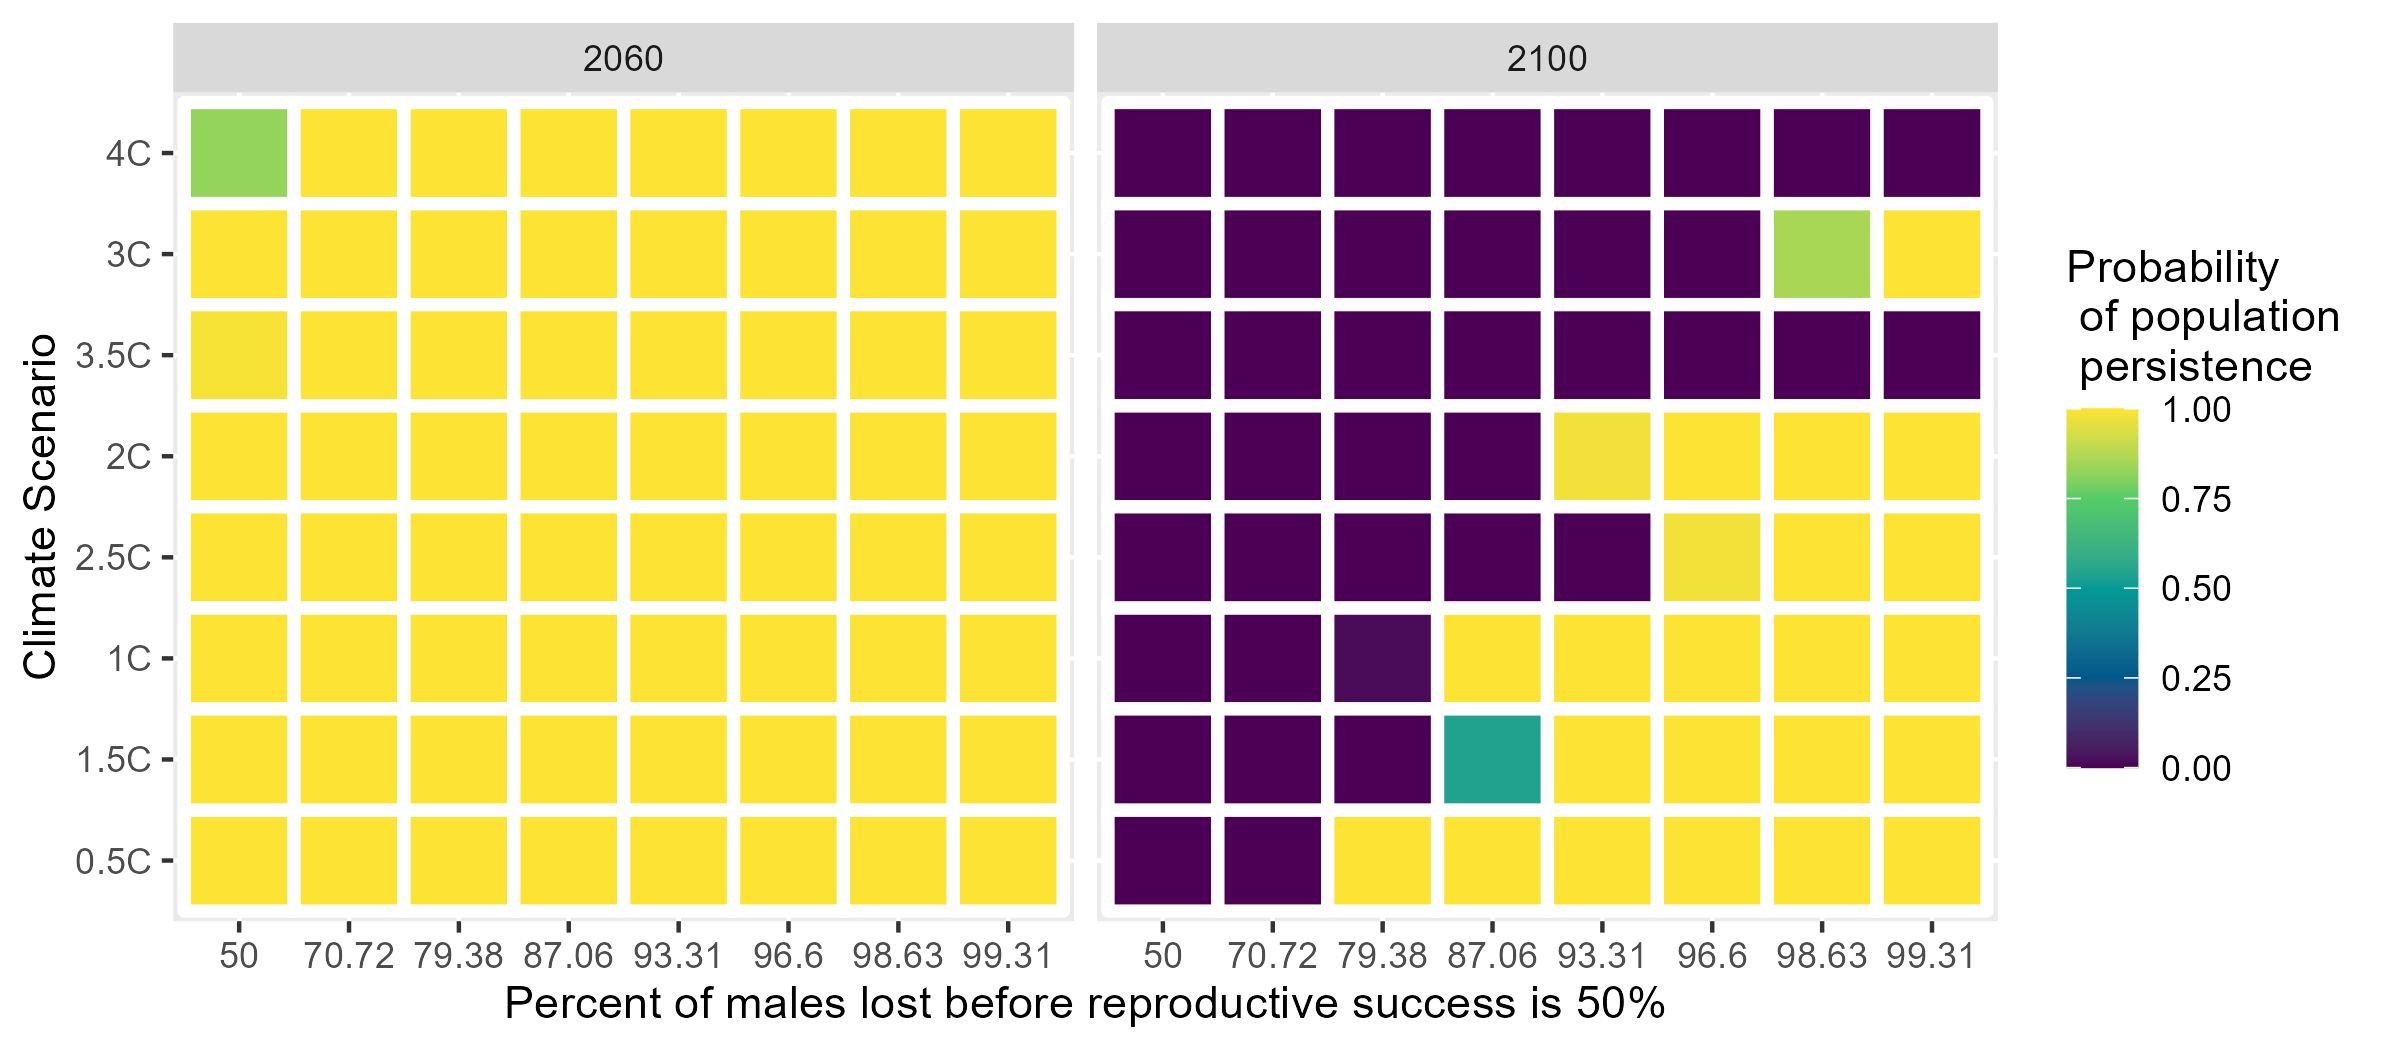 2060
2100
4C
3C
3.5C
2C
2.5C
1C
1.5C
0.5C
Climate Scenario
50 70.72 79.38 87.06 93.31 96.6 98.63 99.31
50 70.72 79.38 87.06 93.31 96.6 98.63 99.31
Percent of males lost before reproductive success is 50%
Probability
of population
persistence
1.00
0.75
0.50
0.25
0.00